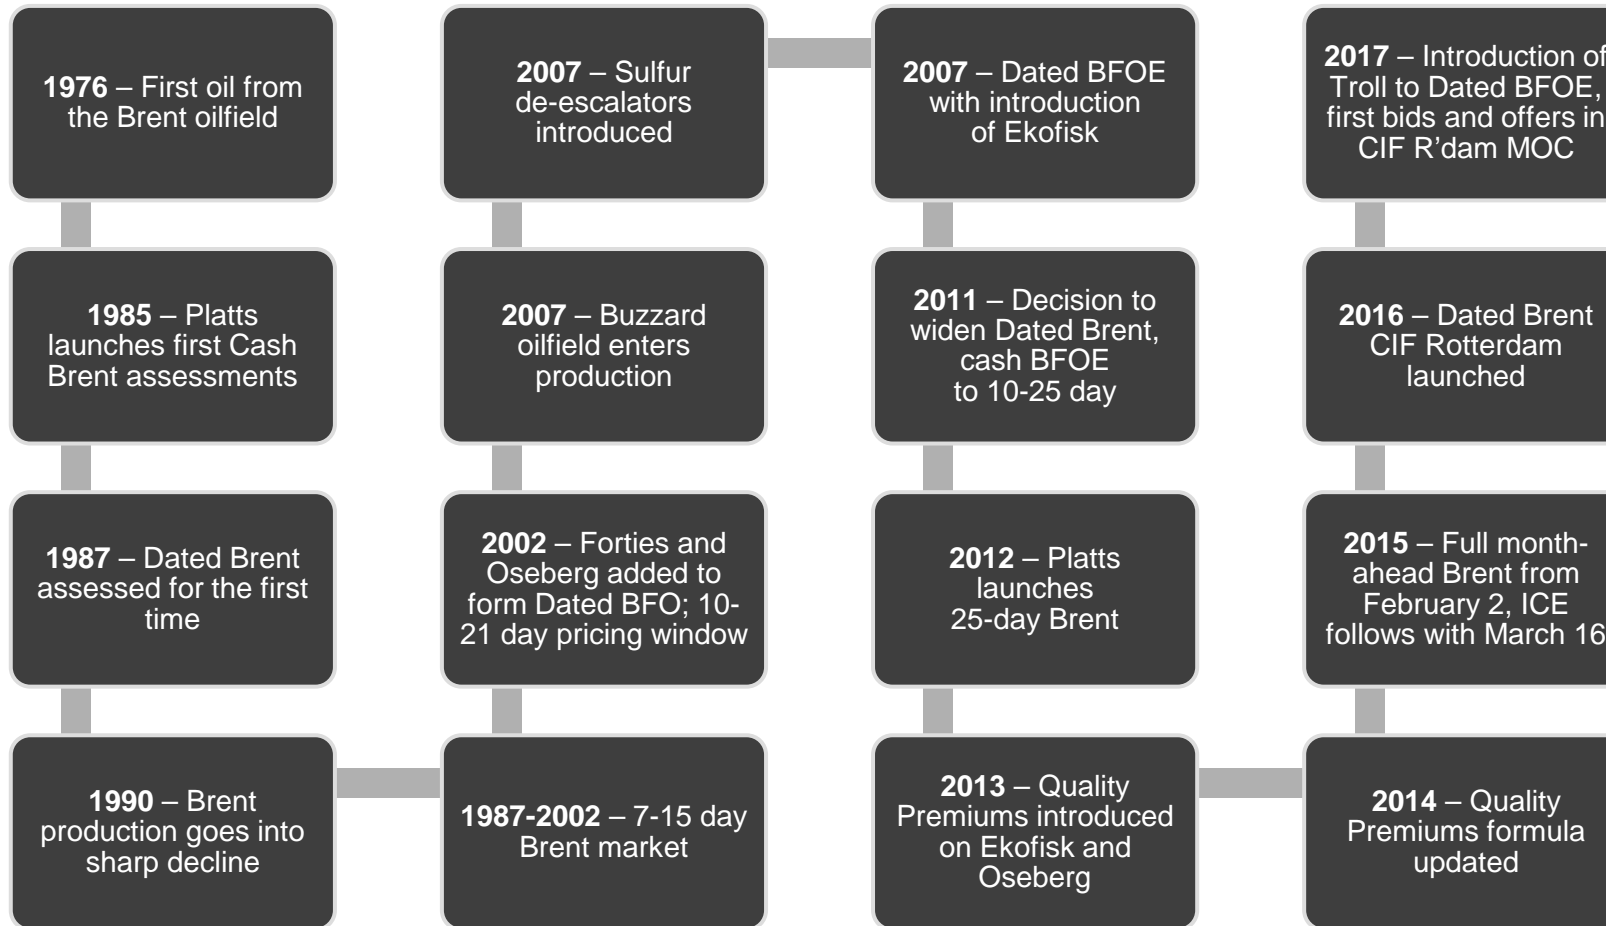 1976 – First oil from
the Brent oilfield
1985 – Platts
launches first Cash
Brent assessments
1987 – Dated Brent
assessed for the first
time
1990 – Brent
production goes into
sharp decline
1987-2002 – 7-15 day
Brent market
2002 – Forties and
Oseberg added to
form Dated BFO; 10-
21 day pricing window
2007 – Buzzard
oilfield enters
production
2007 – Sulfur
de-escalators
introduced
2007 – Dated BFOE
with introduction
of Ekofisk
2011 – Decision to
widen Dated Brent,
cash BFOE
to 10-25 day
2012 – Platts
launches
25-day Brent
2013 – Quality
Premiums introduced
on Ekofisk and
Oseberg
2014 – Quality
Premiums formula
updated
2015 – Full month-
ahead Brent from
February 2, ICE
follows with March 16
2016 – Dated Brent
CIF Rotterdam
launched
2017 – Introduction of
Troll to Dated BFOE,
first bids and offers in
CIF R’dam MOC